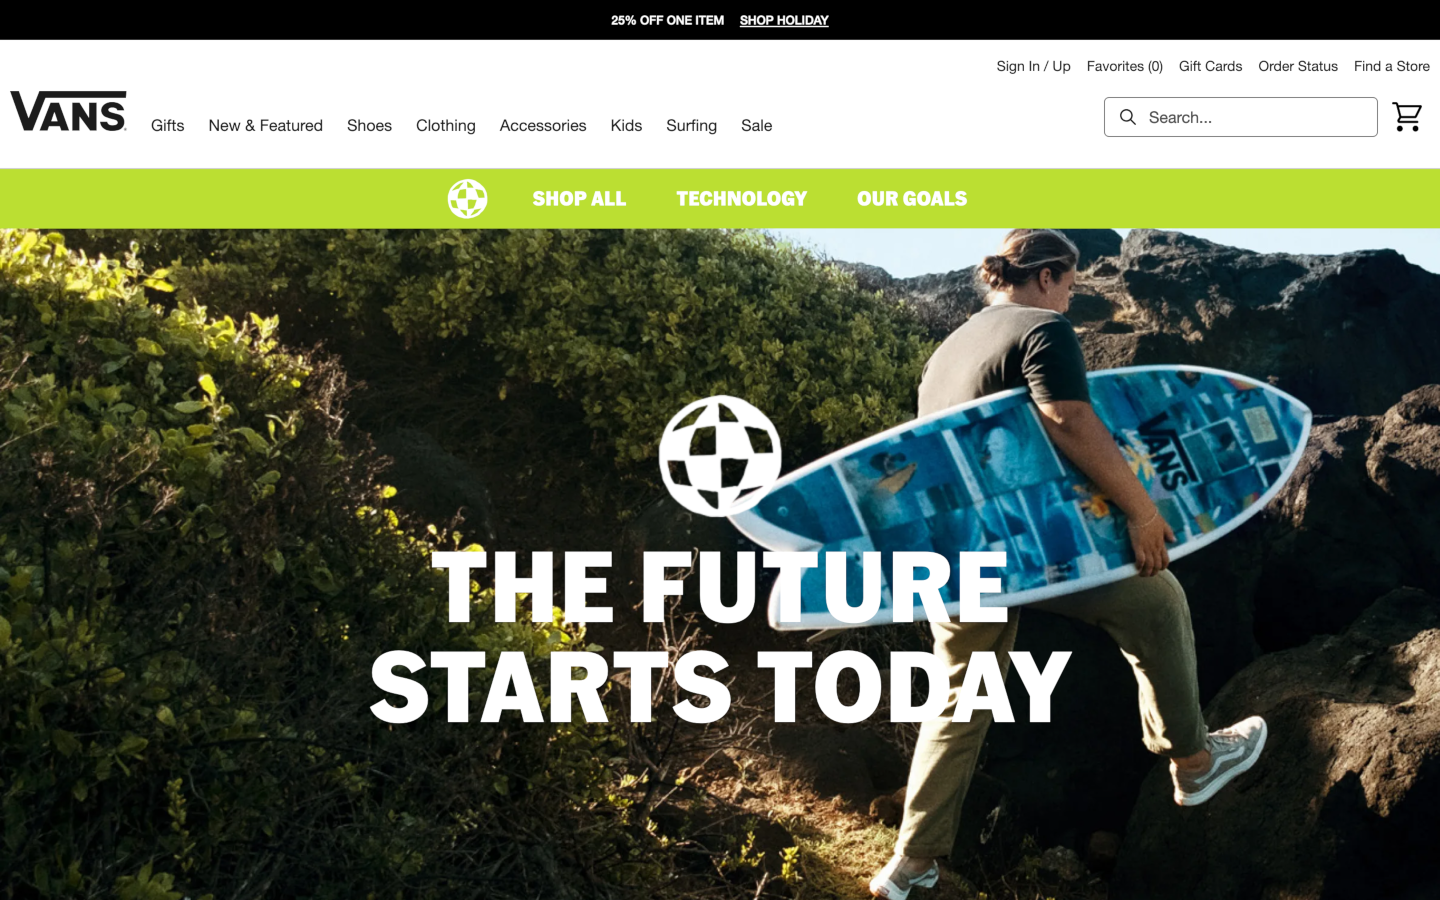 25% OFF ONE ITEM SHOP HOLIDAY
Sign In / Up Favorites (0) Gift Cards Order Status Find a Store
VANS
Gifts New & Featured Shoes Clothing Accessories Kids Surfing Sale
Search...
SHOP ALL TECHNOLOGY OUR GOALS
VANS
THE FUTURE
STARTS TODAY